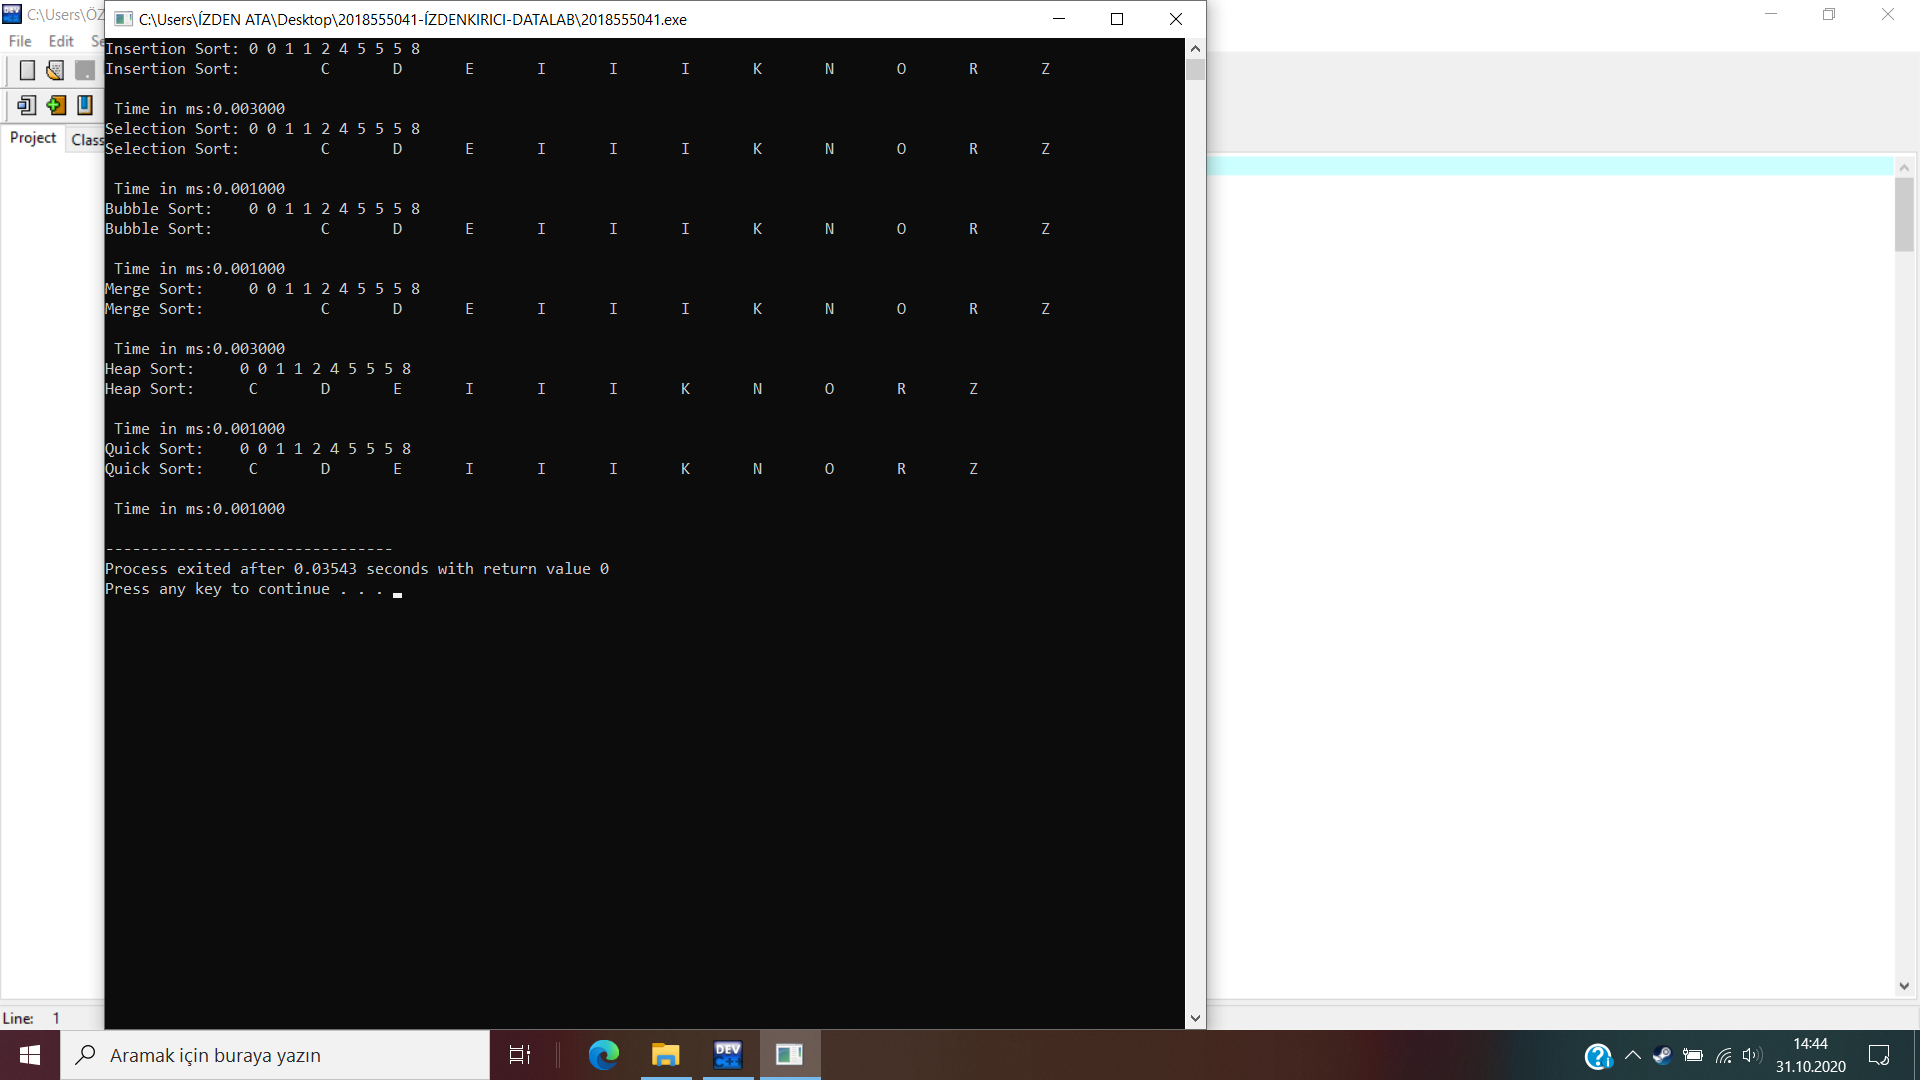 C:\Users\ÖZ
C:\Users\ÍZDEN ATA\Desktop\2018555041-ÍZDENKIRICI-DATALAB\2018555041.exe
File Edit Se
Project Class
Insertion Sort: 0 0 1 1 2 4 5 5 5 8
Insertion Sort: C D E I I I K N O R Z
Time in ms:0.003000
Selection Sort: 0 0 1 1 2 4 5 5 5 8
Selection Sort: C D E I I I K N O R Z
Time in ms:0.001000
Bubble Sort: 0 0 1 1 2 4 5 5 5 8
Bubble Sort: C D E I I I K N O R Z
Time in ms:0.001000
Merge Sort: 0 0 1 1 2 4 5 5 5 8
Merge Sort: C D E I I I K N O R Z
Time in ms:0.003000
Heap Sort: 0 0 1 1 2 4 5 5 5 8
Heap Sort: C D E I I I K N O R Z
Time in ms:0.001000
Quick Sort: 0 0 1 1 2 4 5 5 5 8
Quick Sort: C D E I I I K N O R Z
Time in ms:0.001000
--------------------------------
Process exited after 0.03543 seconds with return value 0
Press any key to continue . . .
Line: 1
Aramak için buraya yazın
DEV C++
14:44
31.10.2020